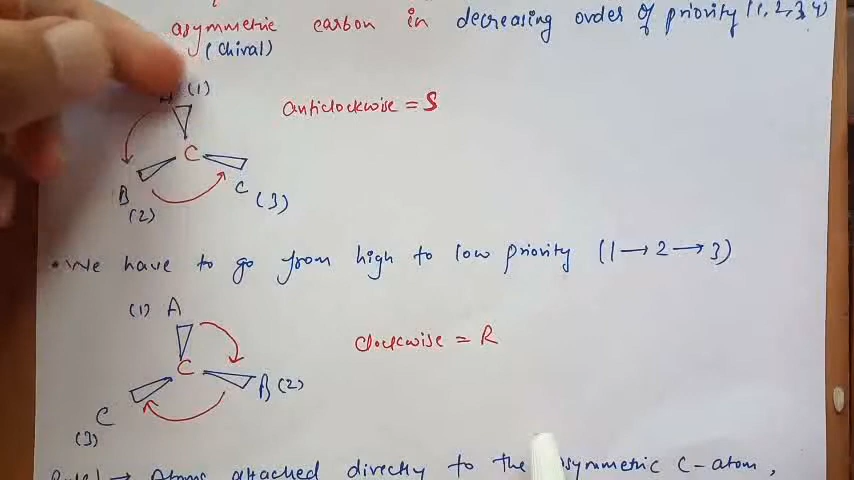 asymmetric carbon in decreasing order of priority (1, 2, 3, 4)
(chiral)
(1)
anticlockwise = S
C
B
C
(3)
(2)
• We have to go from high to low priority (1 → 2 → 3)
(1) A
clockwise = R
C
B (2)
C
(3)
Atoms attached directly to the asymmetric C-atom,